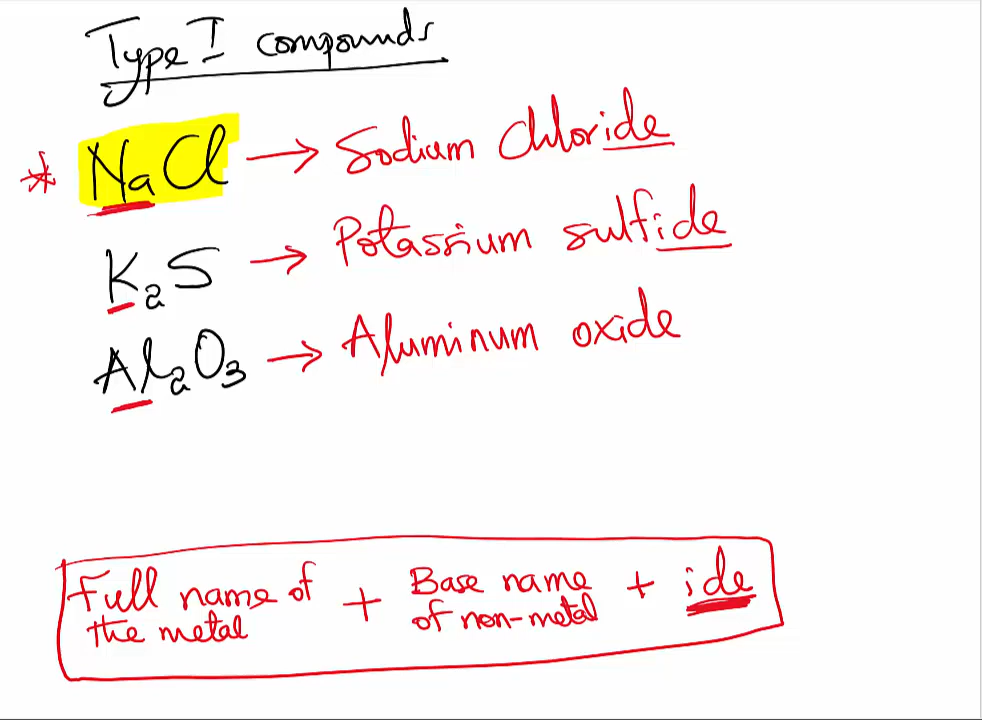 Type I compounds
* NaCl → Sodium Chloride
K₂S → Potassium sulfide
Al₂O₃ → Aluminum oxide
Full name of the metal + Base name of non-metal + ide